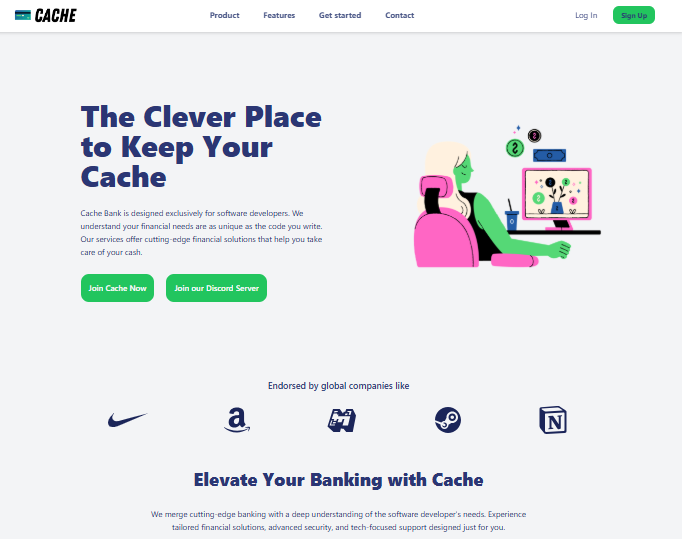 CACHE
Product
Features
Get started
Contact
Log In
Sign Up
The Clever Place
to Keep Your
Cache
Cache Bank is designed exclusively for software developers. We
understand your financial needs are as unique as the code you write.
Our services offer cutting-edge financial solutions that help you take
care of your cash.
Join Cache Now
Join our Discord Server
Endorsed by global companies like
Elevate Your Banking with Cache
We merge cutting-edge banking with a deep understanding of the software developer's needs. Experience
tailored financial solutions, advanced security, and tech-focused support designed just for you.